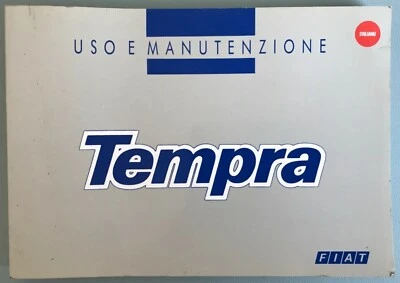 USO E MANUTENZIONE
ITALIANO
Tempra
FIAT